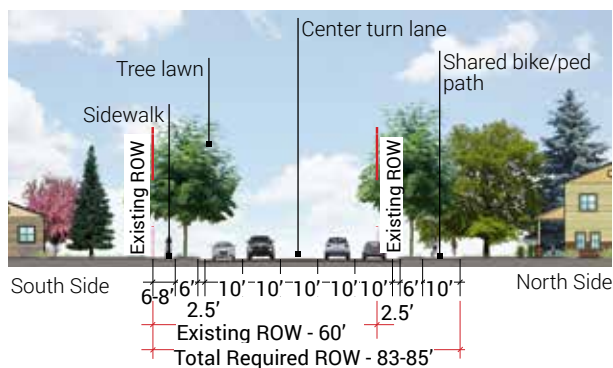 Center turn lane
Tree lawn
Shared bike/ped
path
Sidewalk
Existing ROW
Existing ROW
South Side
North Side
6-8’ 6’ 10’ 10’ 10’ 10’ 10’ 6’ 10’
2.5’ 2.5’
Existing ROW - 60’
Total Required ROW - 83-85’